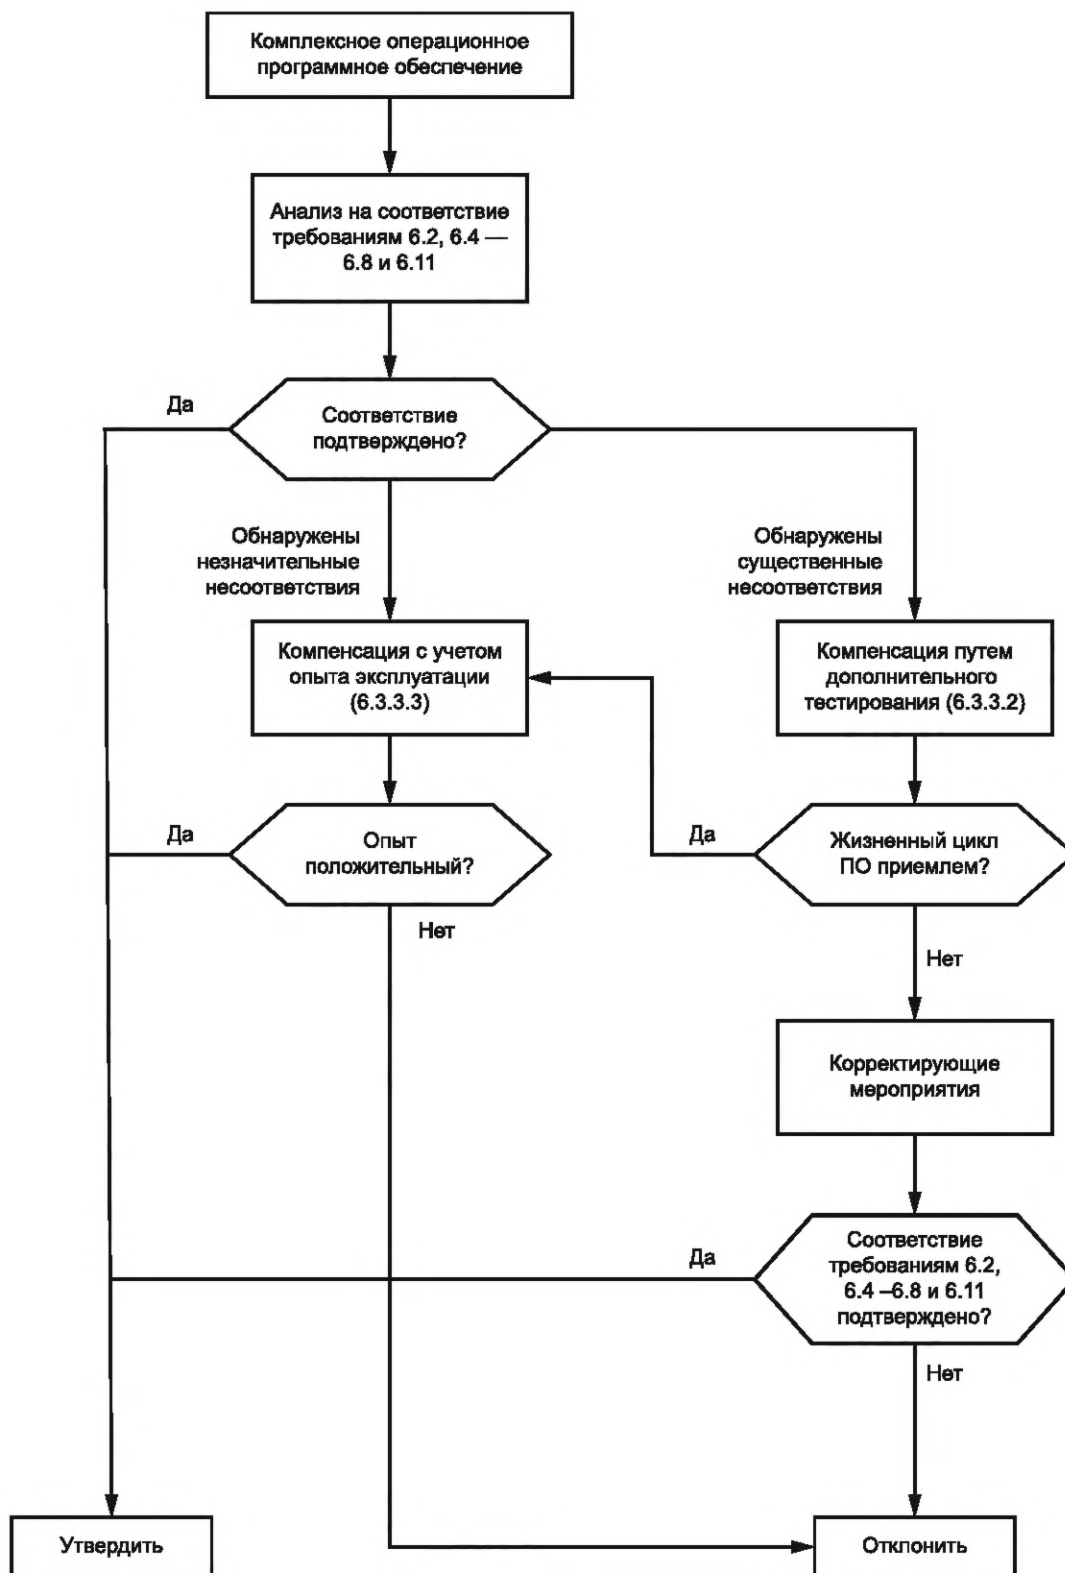 Комплексное операционное
программное обеспечение
Анализ на соответствие
требованиям 6.2, 6.4 —
6.8 и 6.11
Да
Соответствие
подтверждено?
Обнаружены
незначительные
несоответствия
Обнаружены
существенные
несоответствия
Компенсация с учетом
опыта эксплуатации
(6.3.3.3)
Компенсация путем
дополнительного
тестирования (6.3.3.2)
Да
Опыт
положительный?
Да
Жизненный цикл
ПО приемлем?
Нет
Нет
Корректирующие
мероприятия
Да
Соответствие
требованиям 6.2,
6.4 –6.8 и 6.11
подтверждено?
Нет
Утвердить
Отклонить